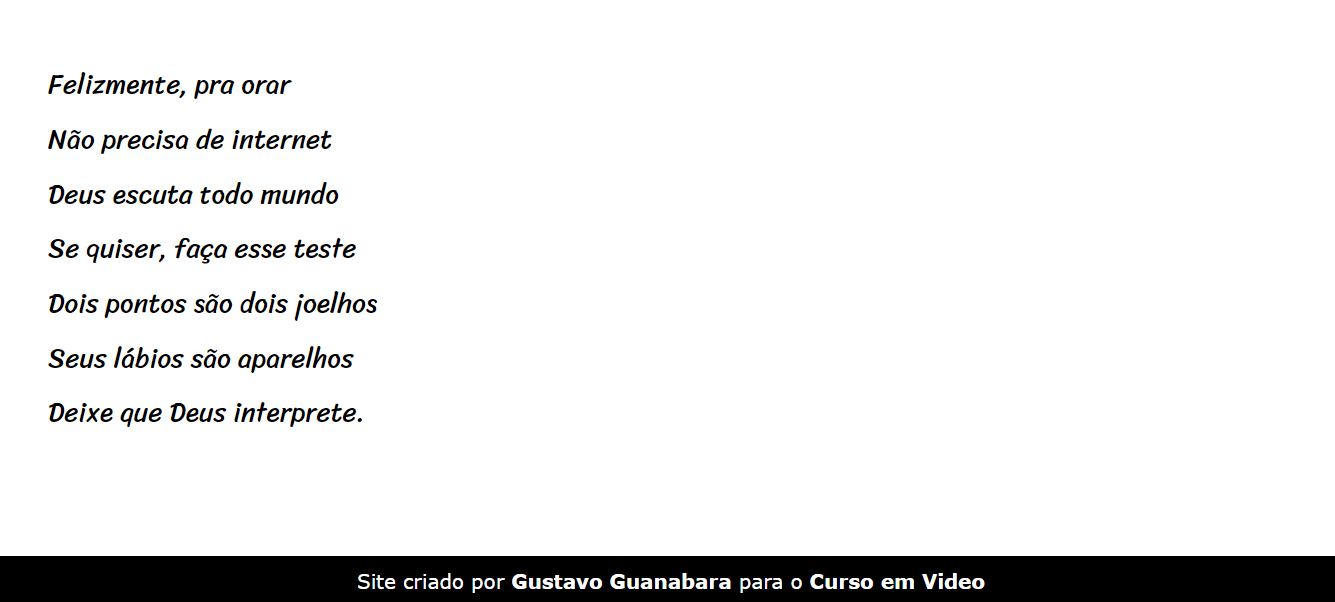 Felizmente, pra orar
Não precisa de internet
Deus escuta todo mundo
Se quiser, faça esse teste
Dois pontos são dois joelhos
Seus lábios são aparelhos
Deixe que Deus interprete.
Site criado por Gustavo Guanabara para o Curso em Video